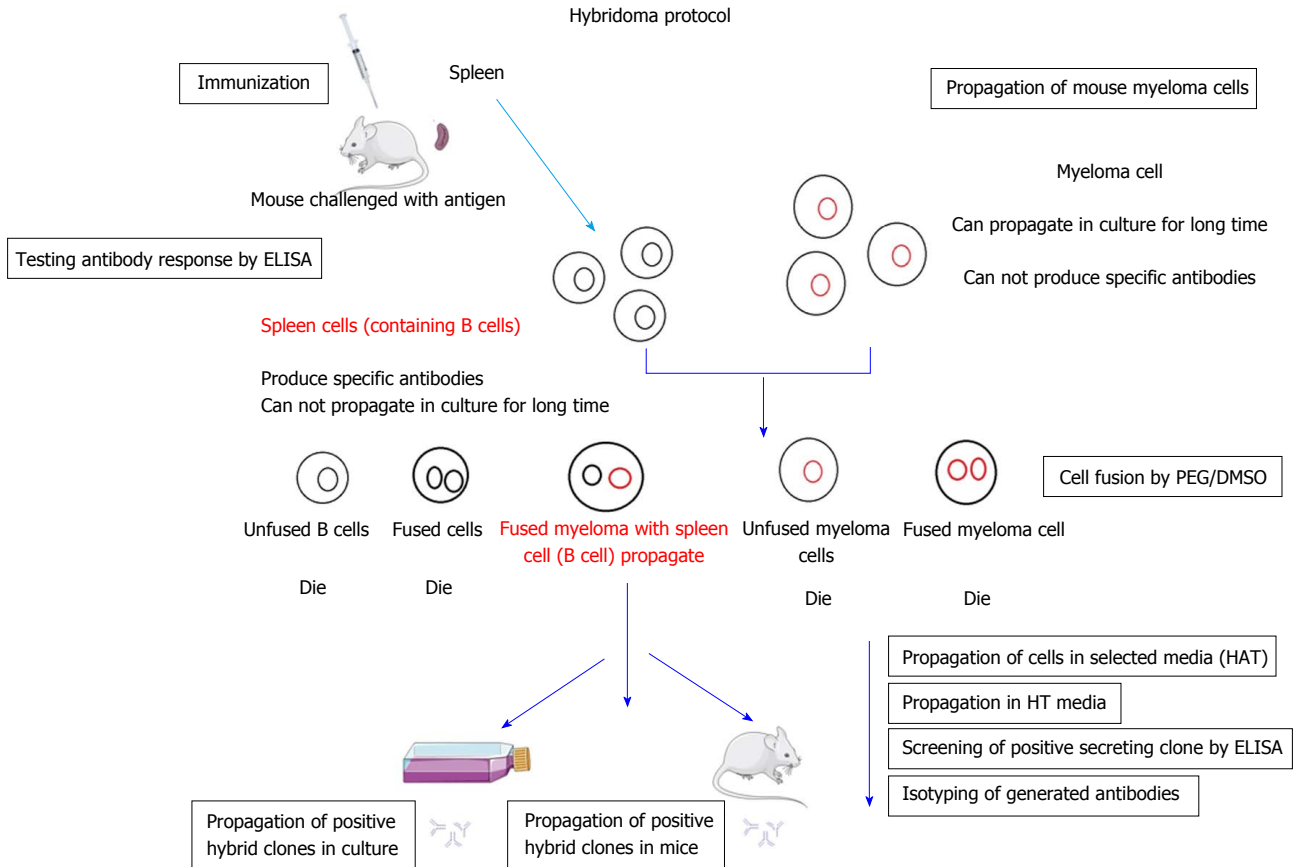 Hybridoma protocol
Immunization
Spleen
Propagation of mouse myeloma cells
Mouse challenged with antigen
Myeloma cell
Can propagate in culture for long time
Can not produce specific antibodies
Testing antibody response by ELISA
Spleen cells (containing B cells)
Produce specific antibodies
Can not propagate in culture for long time
Cell fusion by PEG/DMSO
Unfused B cells
Die
Fused cells
Die
Fused myeloma with spleen
cell (B cell) propagate
Unfused myeloma
cells
Die
Fused myeloma cell
Die
Propagation of cells in selected media (HAT)
Propagation in HT media
Screening of positive secreting clone by ELISA
Isotyping of generated antibodies
Propagation of positive
hybrid clones in culture
Propagation of positive
hybrid clones in mice